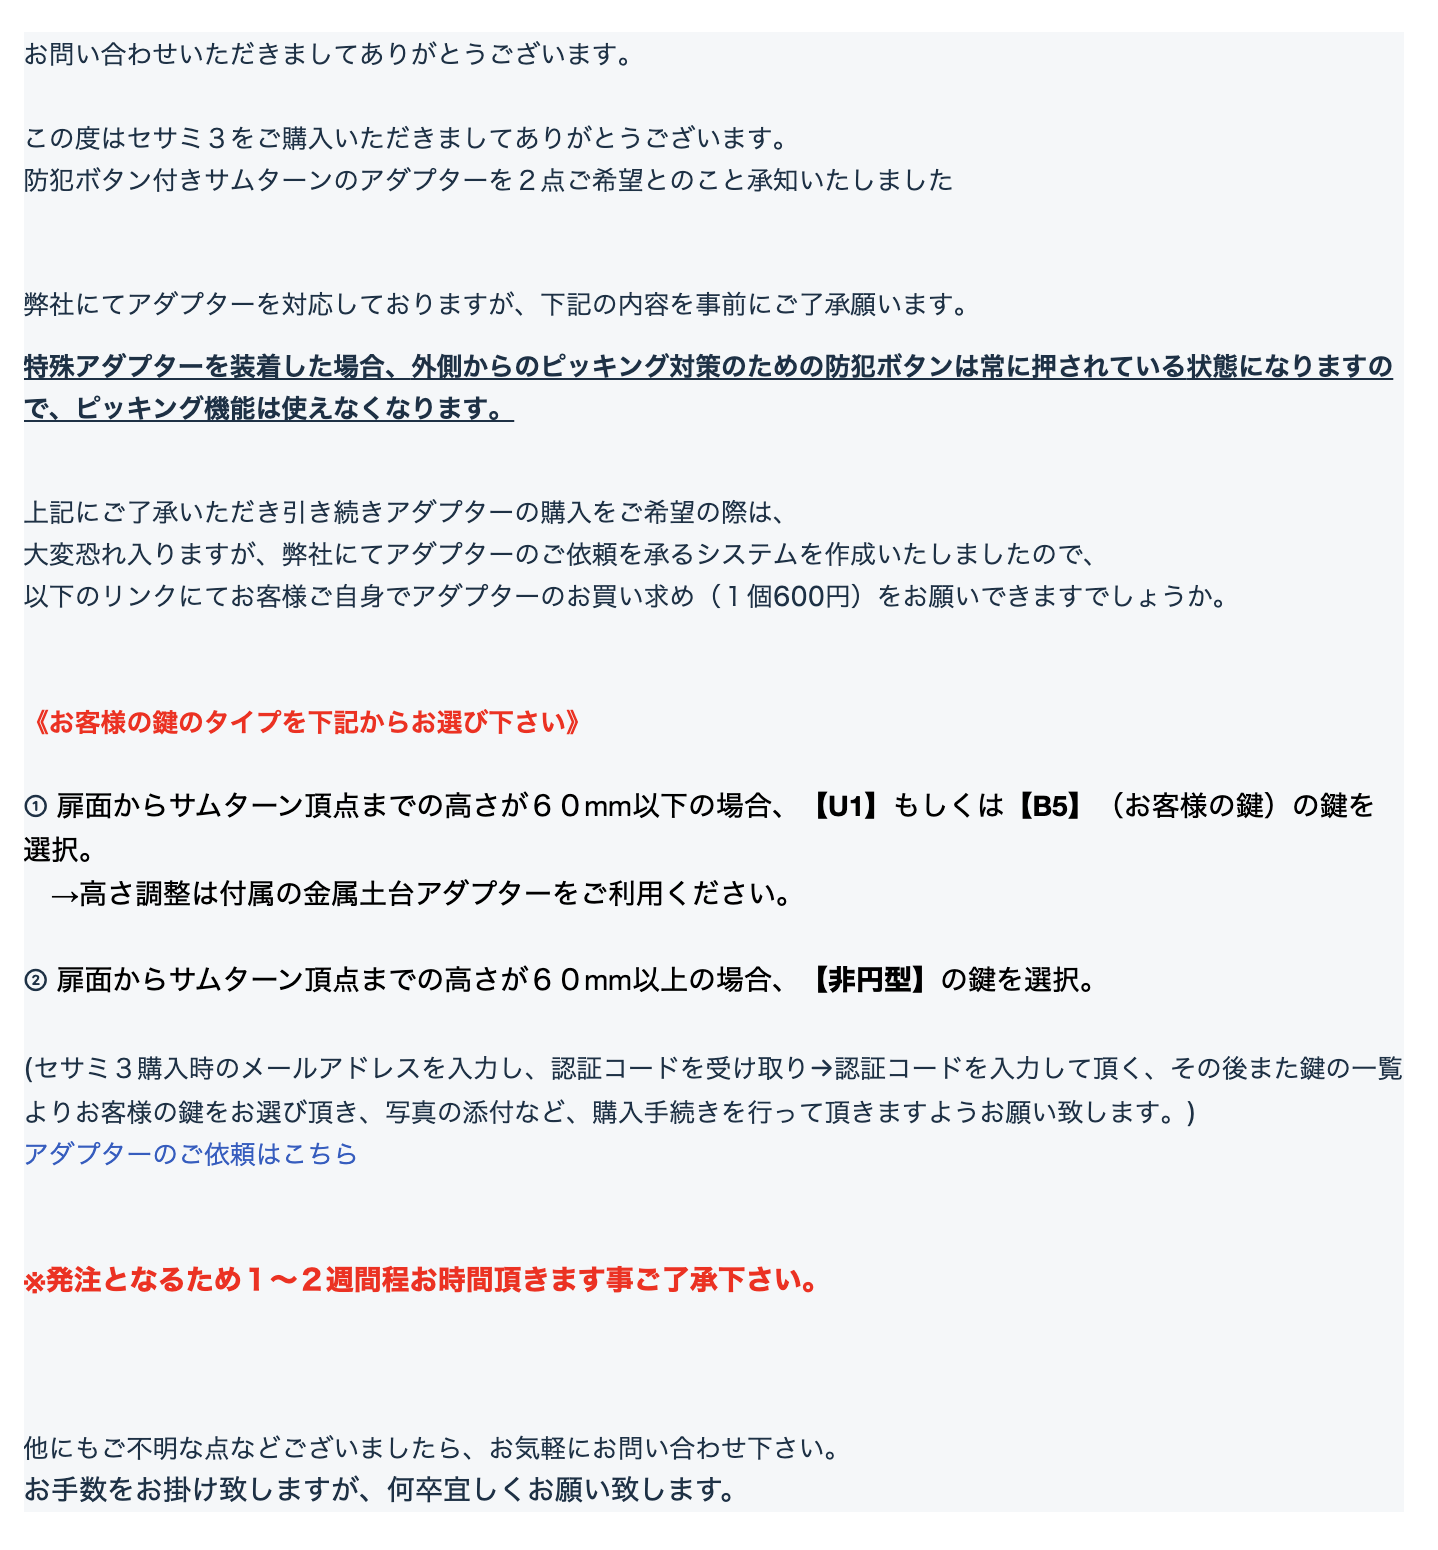 お問い合わせいただきましてありがとうございます。
この度はセサミ３をご購入いただきましてありがとうございます。
防犯ボタン付きサムターンのアダプターを２点ご希望とのこと承知いたしました
弊社にてアダプターを対応しておりますが、下記の内容を事前にご了承願います。
特殊アダプターを装着した場合、外側からのピッキング対策のための防犯ボタンは常に押されている状態になりますの
で、ピッキング機能は使えなくなります。
上記にご了承いただき引き続きアダプターの購入をご希望の際は、
大変恐れ入りますが、弊社にてアダプターのご依頼を承るシステムを作成いたしましたので、
以下のリンクにてお客様ご自身でアダプターのお買い求め（１個600円）をお願いできますでしょうか。
《お客様の鍵のタイプを下記からお選び下さい》
① 扉面からサムターン頂点までの高さが６０mm以下の場合、【U1】もしくは【B5】（お客様の鍵）の鍵を
選択。
→高さ調整は付属の金属土台アダプターをご利用ください。
② 扉面からサムターン頂点までの高さが６０mm以上の場合、【非円型】の鍵を選択。
(セサミ３購入時のメールアドレスを入力し、認証コードを受け取り→認証コードを入力して頂く、その後また鍵の一覧
よりお客様の鍵をお選び頂き、写真の添付など、購入手続きを行って頂きますようお願い致します。)
アダプターのご依頼はこちら
※発注となるため１〜２週間程お時間頂きます事ご了承下さい。
他にもご不明な点などございましたら、お気軽にお問い合わせ下さい。
お手数をお掛け致しますが、何卒宜しくお願い致します。